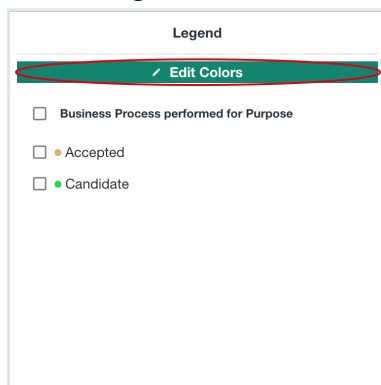 Legend
Edit Colors
Business Process performed for Purpose
Accepted
Candidate